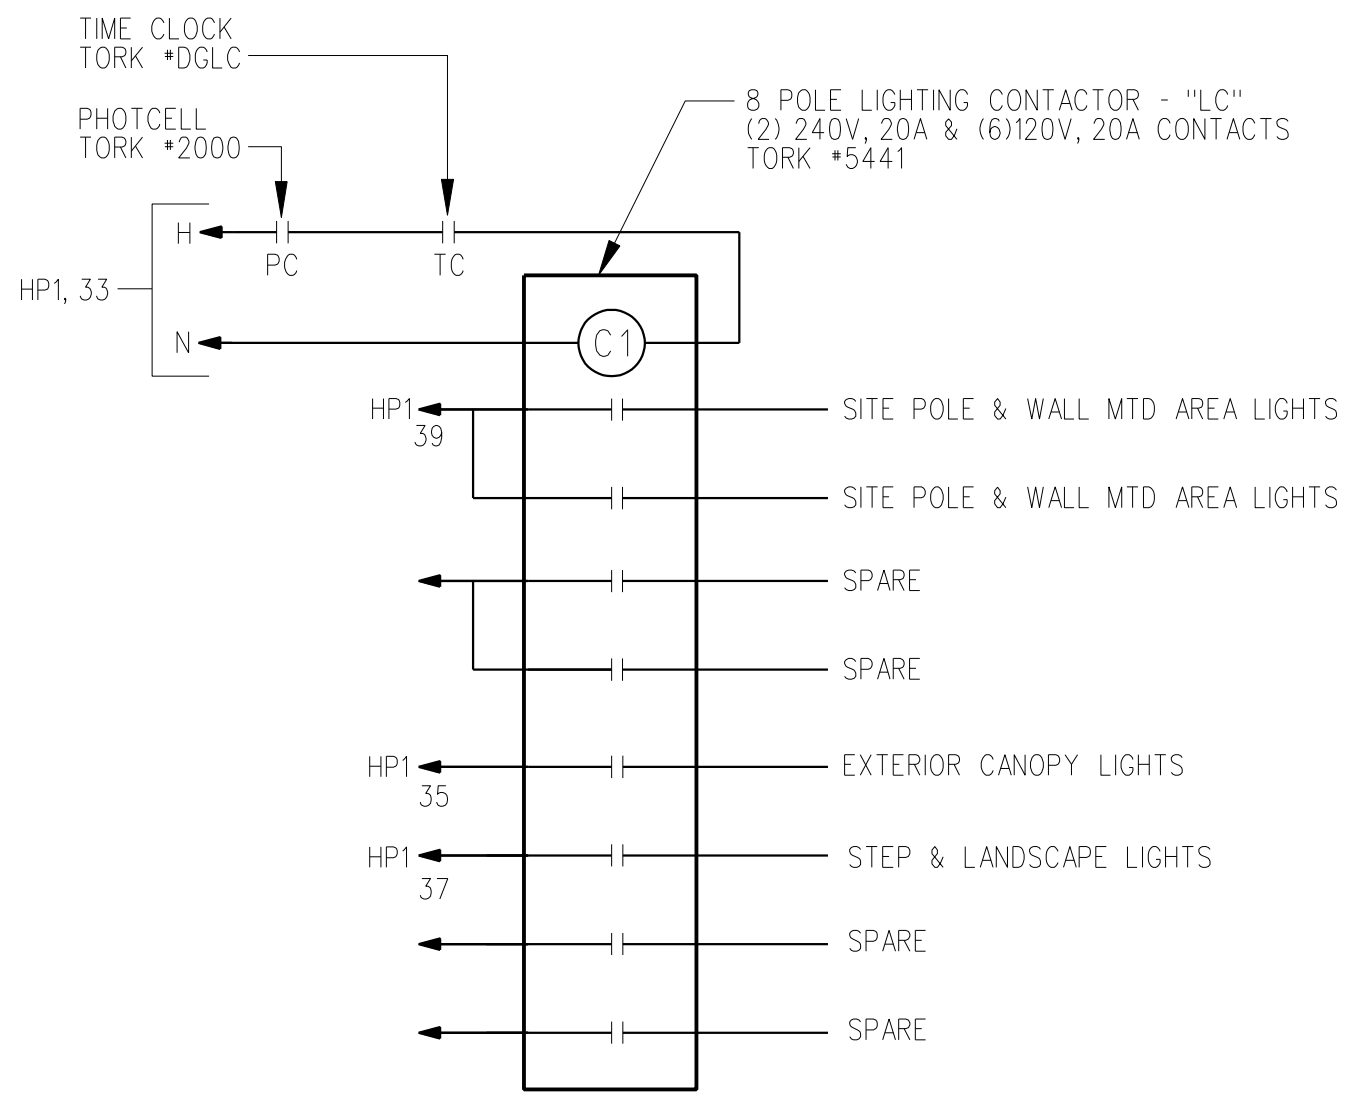 TIME CLOCK
TORK #DGLC
PHOTCELL
TORK #2000
8 POLE LIGHTING CONTACTOR - "LC"
(2) 240V, 20A & (6)120V, 20A CONTACTS
TORK #5441
H
PC
TC
HP1, 33
N
C1
HP1
39
SITE POLE & WALL MTD AREA LIGHTS
SITE POLE & WALL MTD AREA LIGHTS
SPARE
SPARE
HP1
35
EXTERIOR CANOPY LIGHTS
HP1
37
STEP & LANDSCAPE LIGHTS
SPARE
SPARE